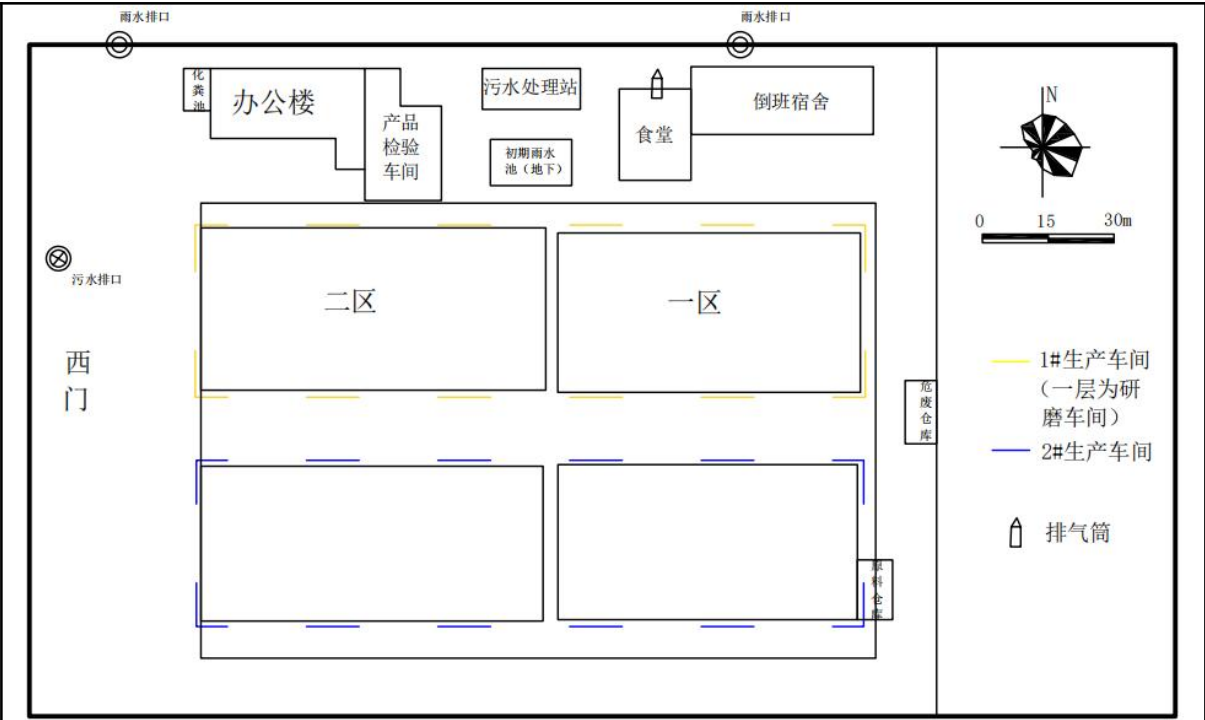 雨水排口
雨水排口
化
粪
池
办公楼
产品
检验
车间
污水处理站
初期雨水
池（地下）
食堂
倒班宿舍
N
0 15 30m
污水排口
二区
一区
西
门
危
废
仓
库
1#生产车间
（一层为研
磨车间）
2#生产车间
排气筒
原
料
仓
库